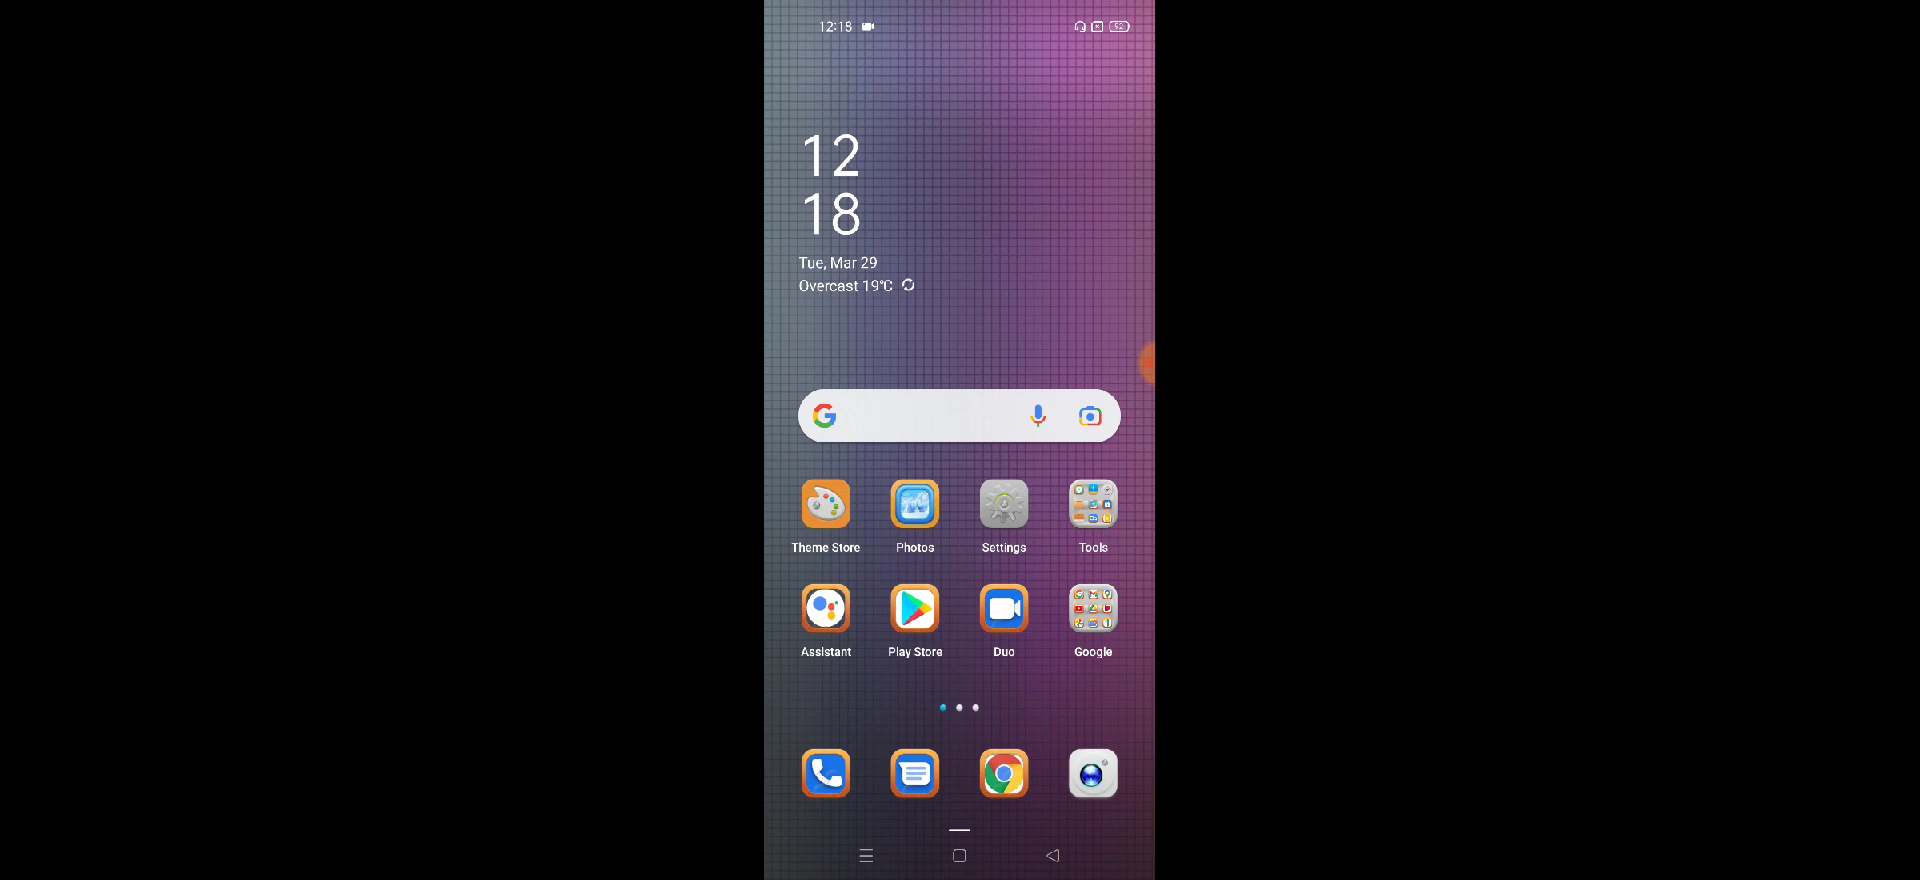 12:18
52
12
18
Tue, Mar 29
Overcast 19°C
Theme Store
Photos
Settings
Tools
Assistant
Play Store
Duo
Google